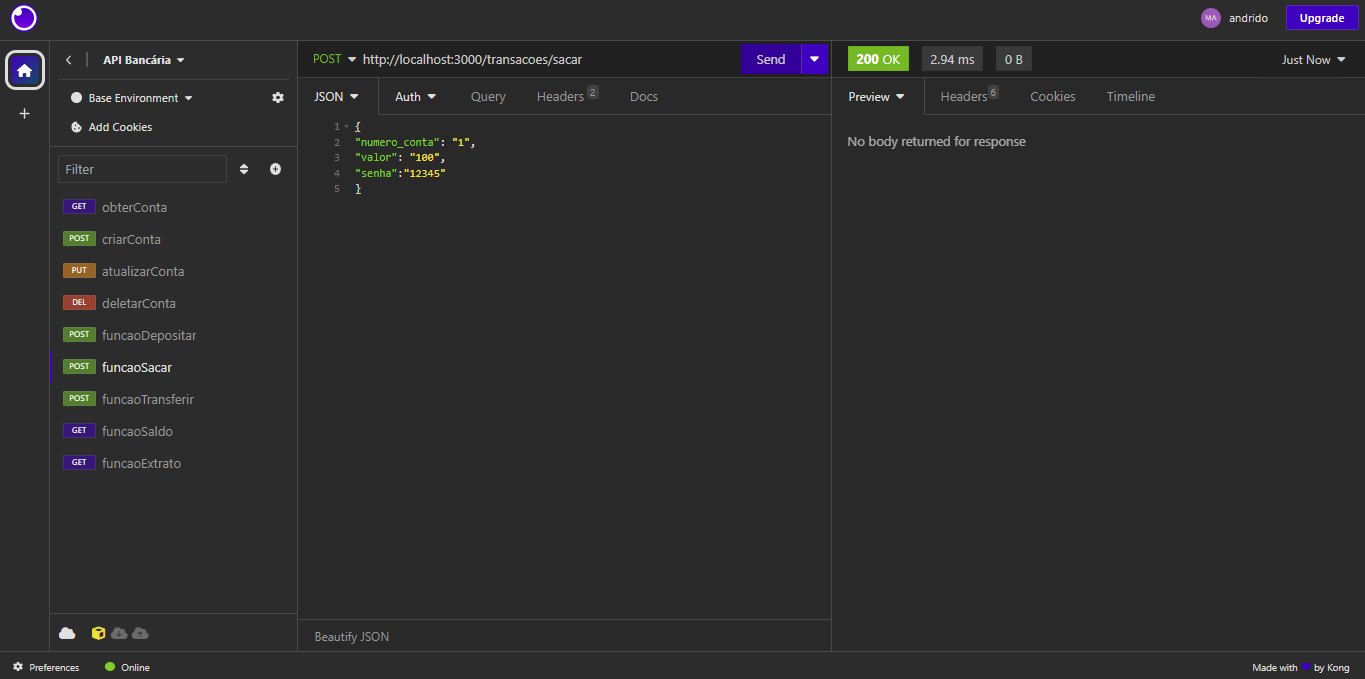 MA andrido Upgrade
API Bancária
Base Environment
Add Cookies
Filter
GET obterConta
POST criarConta
PUT atualizarConta
DEL deletarConta
POST funcaoDepositar
POST funcaoSacar
POST funcaoTransferir
GET funcaoSaldo
GET funcaoExtrato
POST http://localhost:3000/transacoes/sacar Send
JSON Auth Query Headers 2 Docs
1 {
2 "numero_conta": "1",
3 "valor": "100",
4 "senha":"12345"
5 }
Beautify JSON
200 OK 2.94 ms 0 B Just Now
Preview Headers 6 Cookies Timeline
No body returned for response
Preferences Online Made with by Kong